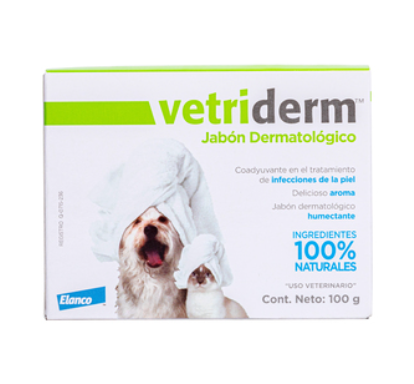 vetriderm™
Jabón Dermatológico
Coadyuvante en el tratamiento
de infecciones de la piel
Delicioso aroma
Jabón dermatológico
humectante
INGREDIENTES
100%
NATURALES
"USO VETERINARIO"
Cont. Neto: 100 g
Elanco